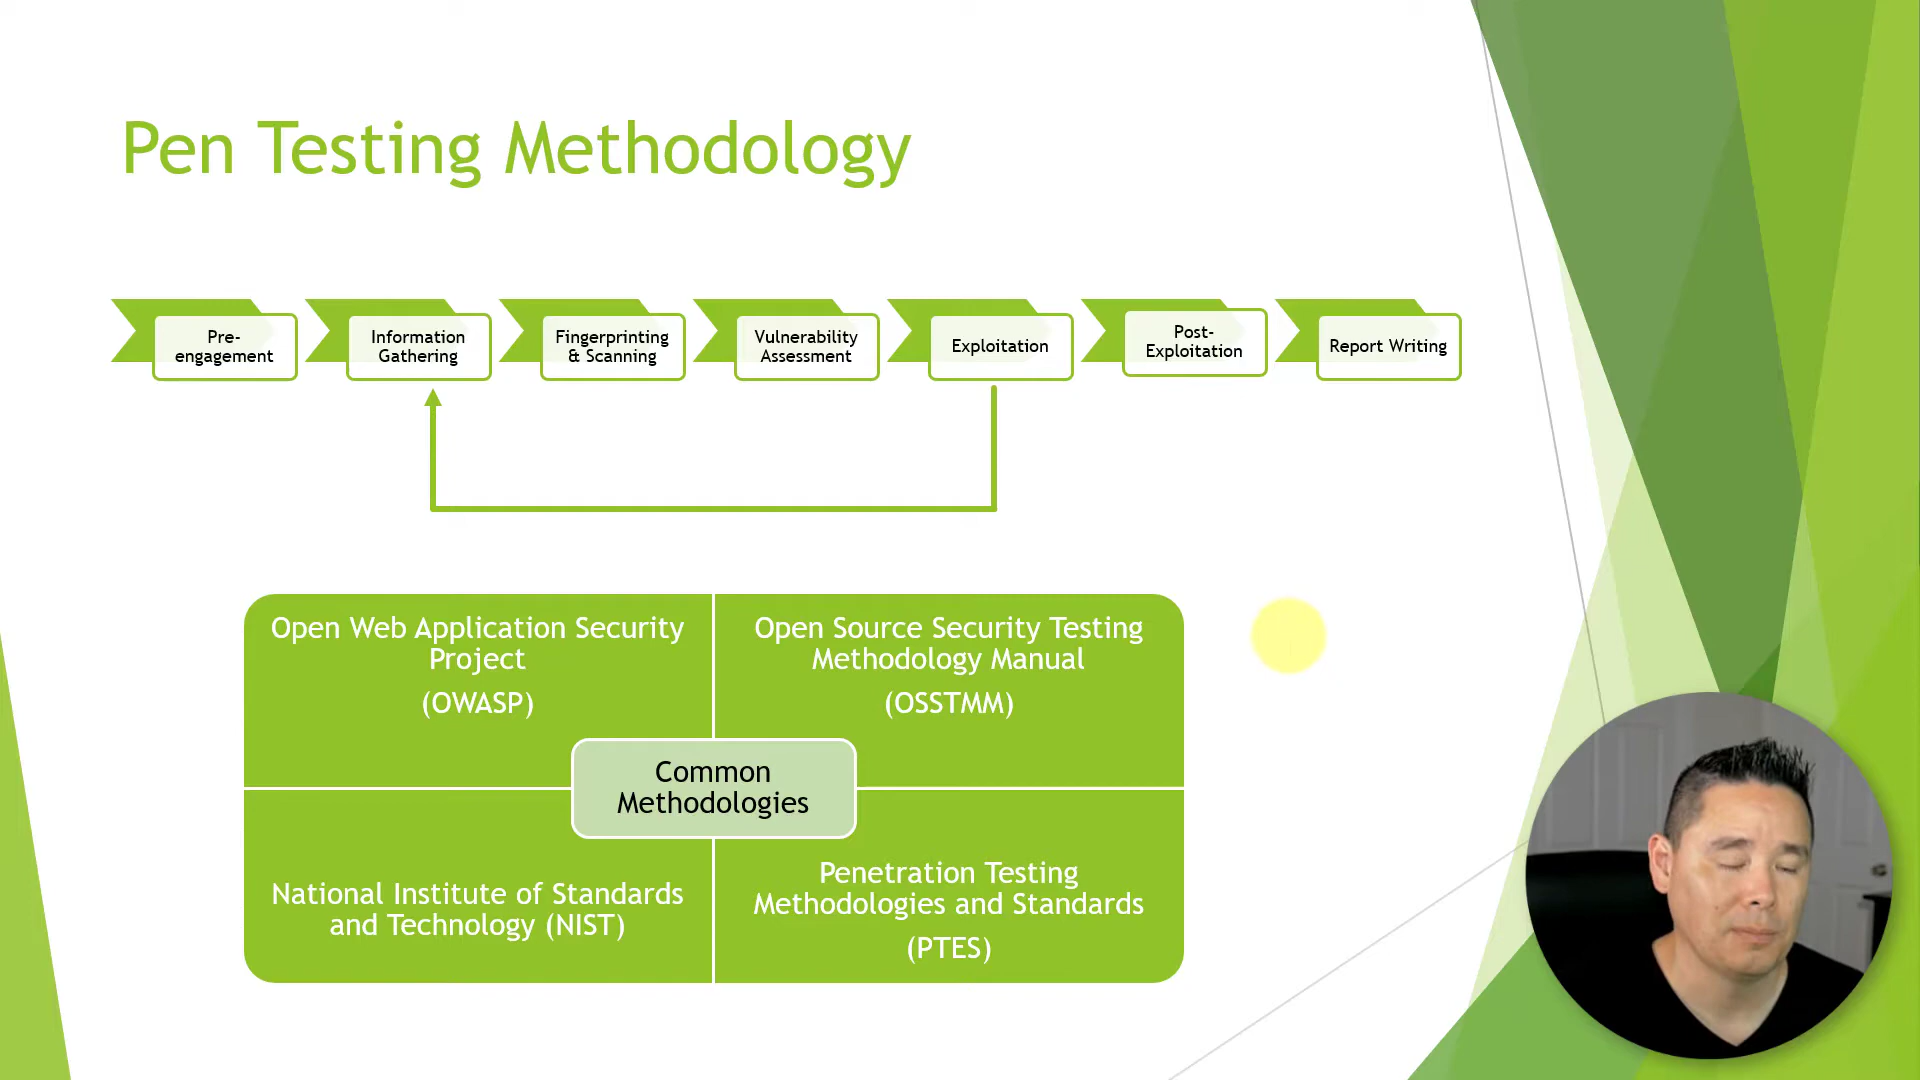 Pen Testing Methodology
Pre-
engagement
Information
Gathering
Fingerprinting
& Scanning
Vulnerability
Assessment
Exploitation
Post-
Exploitation
Report Writing
Open Web Application Security
Project
(OWASP)
Open Source Security Testing
Methodology Manual
(OSSTMM)
Common
Methodologies
National Institute of Standards
and Technology (NIST)
Penetration Testing
Methodologies and Standards
(PTES)